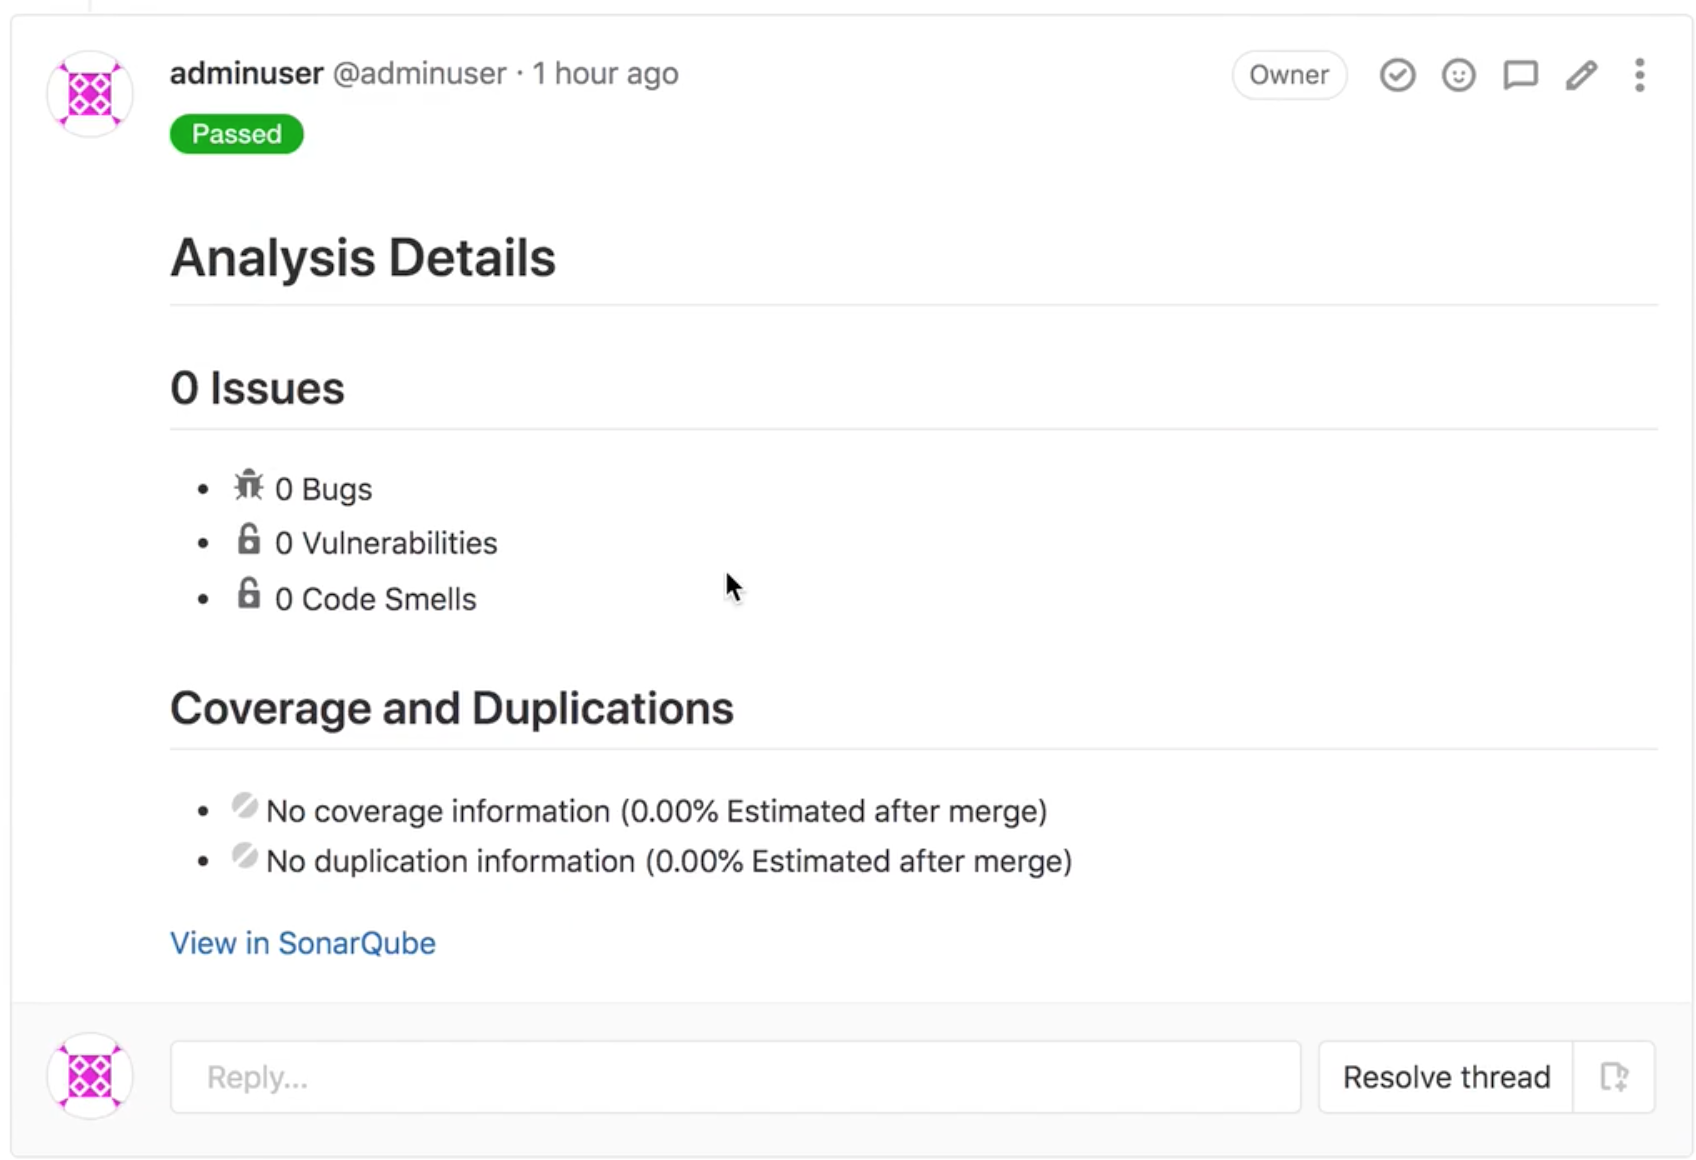 adminuser @adminuser · 1 hour ago
Owner
Passed
Analysis Details
0 Issues
• 0 Bugs
• 0 Vulnerabilities
• 0 Code Smells
Coverage and Duplications
• No coverage information (0.00% Estimated after merge)
• No duplication information (0.00% Estimated after merge)
View in SonarQube
Reply...
Resolve thread